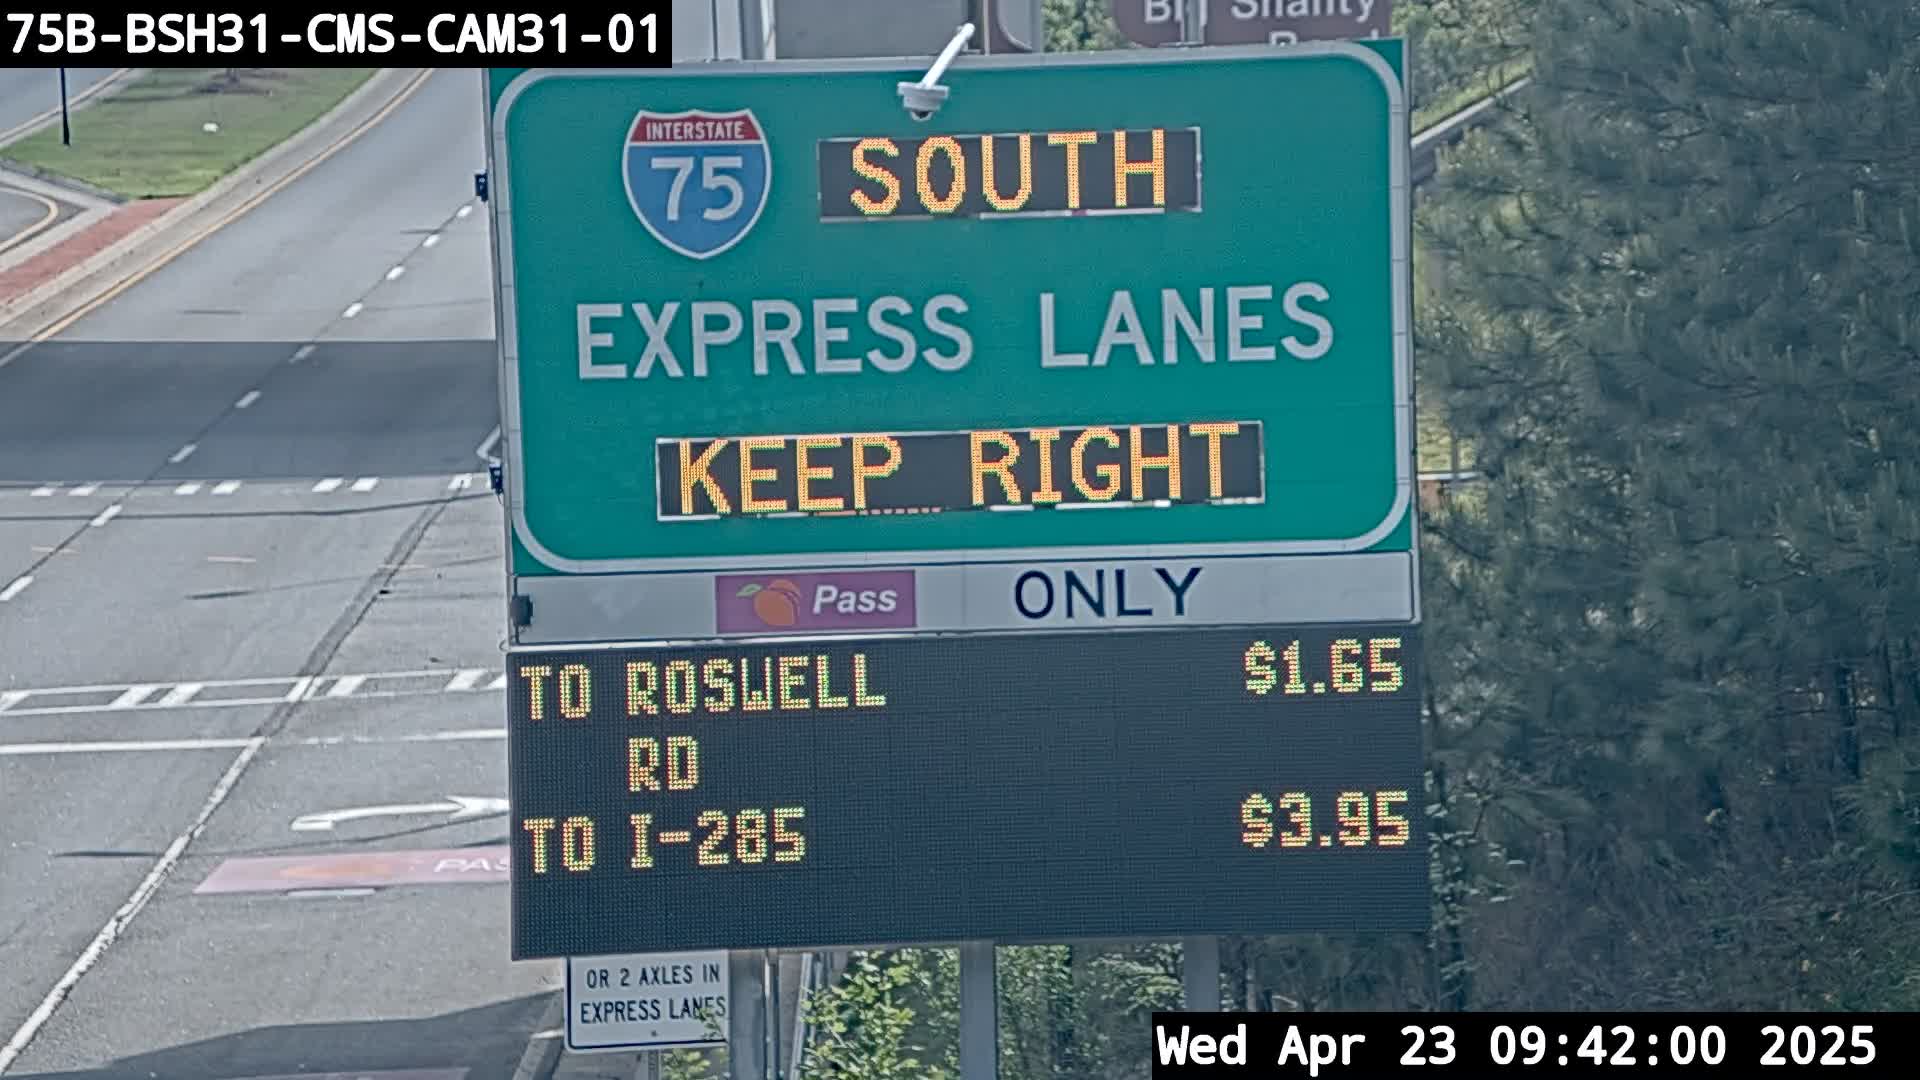 75B-BSH31-CMS-CAM31-01
Shanty
INTERSTATE
75
SOUTH
EXPRESS LANES
KEEP RIGHT
Pass ONLY
TO ROSWELL $1.65
RD
TO I-285 $3.95
OR 2 AXLES IN
EXPRESS LANES
Wed Apr 23 09:42:00 2025